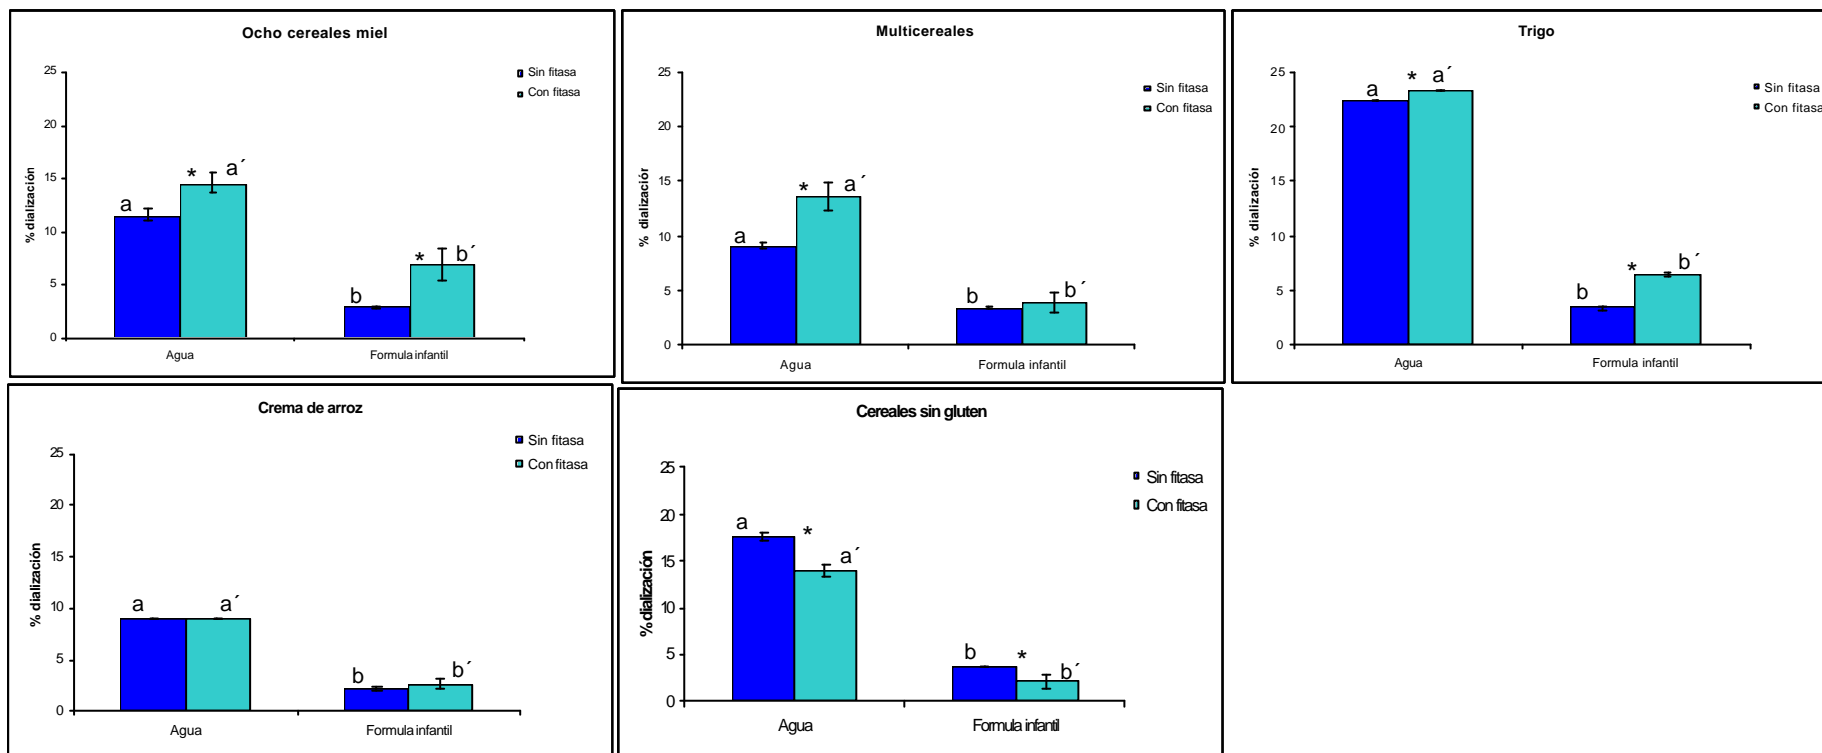 Ocho cereales miel
% dialización
25
20
15
10
5
0
a
* a´
b
* b´
Agua
Formula infantil
Sin fitasa
Con fitasa
Multicereales
% dialización
25
20
15
10
5
0
a
* a´
b
b´
Agua
Formula infantil
Sin fitasa
Con fitasa
Trigo
% dialización
25
20
15
10
5
0
a
* a´
b
* b´
Agua
Formula infantil
Sin fitasa
Con fitasa
Crema de arroz
% dialización
25
20
15
10
5
0
a
a´
b
b´
Agua
Formula infantil
Sin fitasa
Con fitasa
Cereales sin gluten
% dialización
25
20
15
10
5
0
a
*
a´
b
*
b´
Agua
Formula infantil
Sin fitasa
Con fitasa